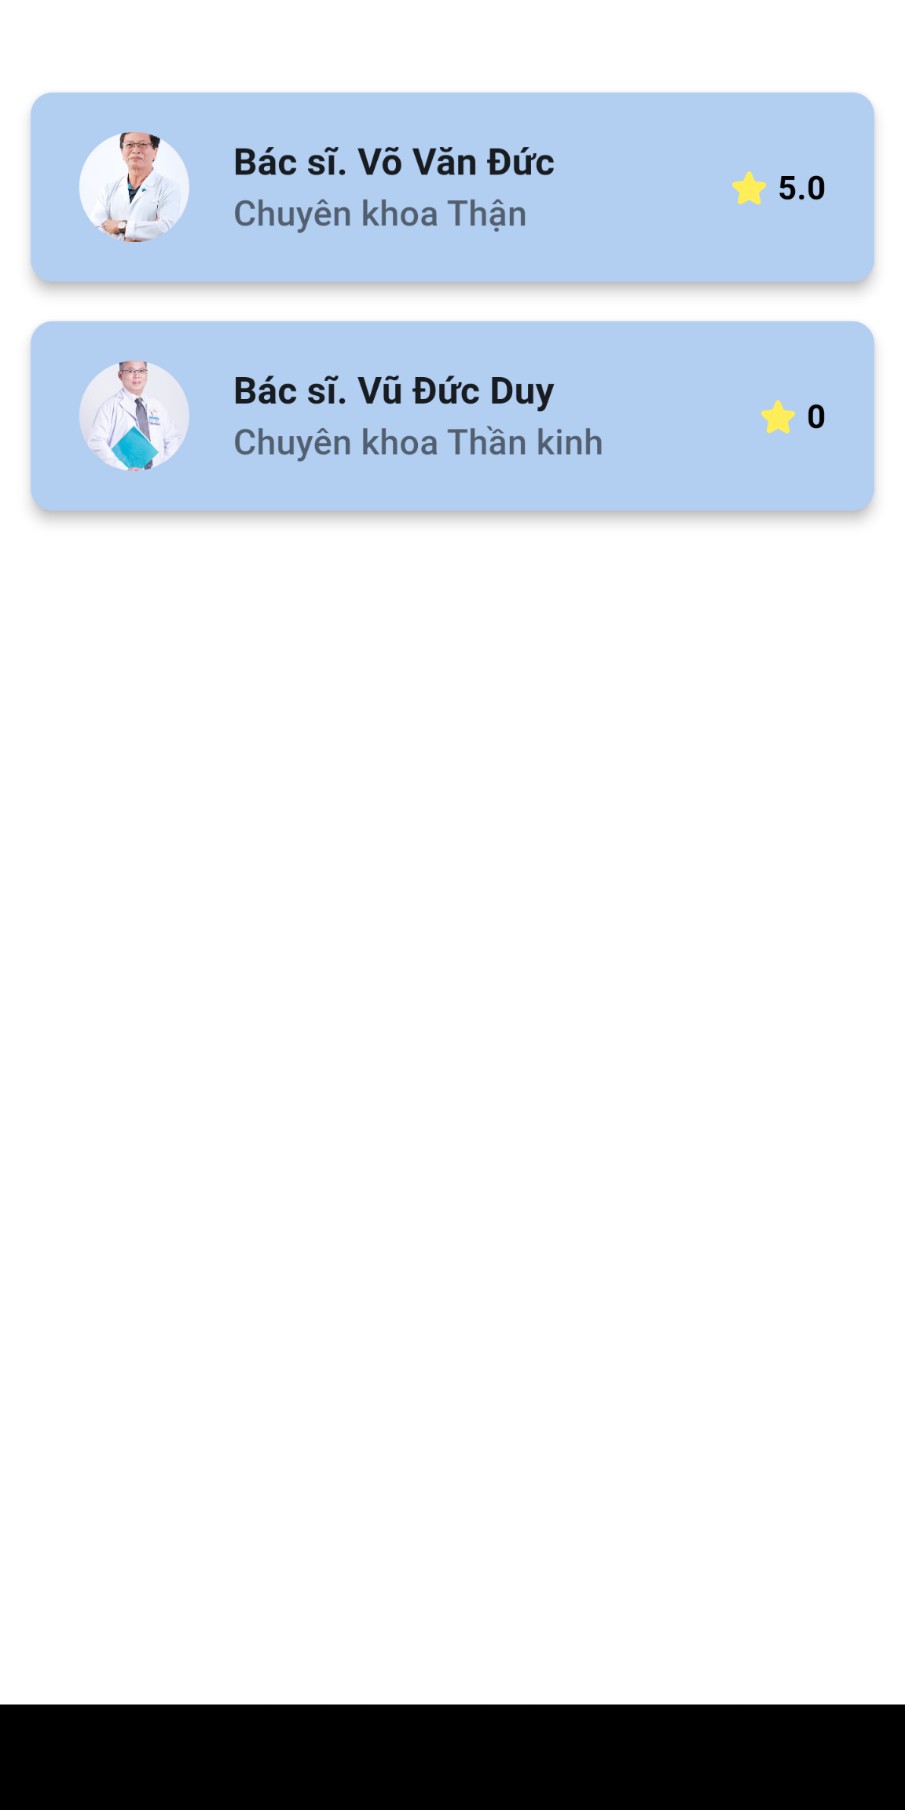 Bác sĩ. Võ Văn Đức
Chuyên khoa Thận
5.0
Bác sĩ. Vũ Đức Duy
Chuyên khoa Thần kinh
0